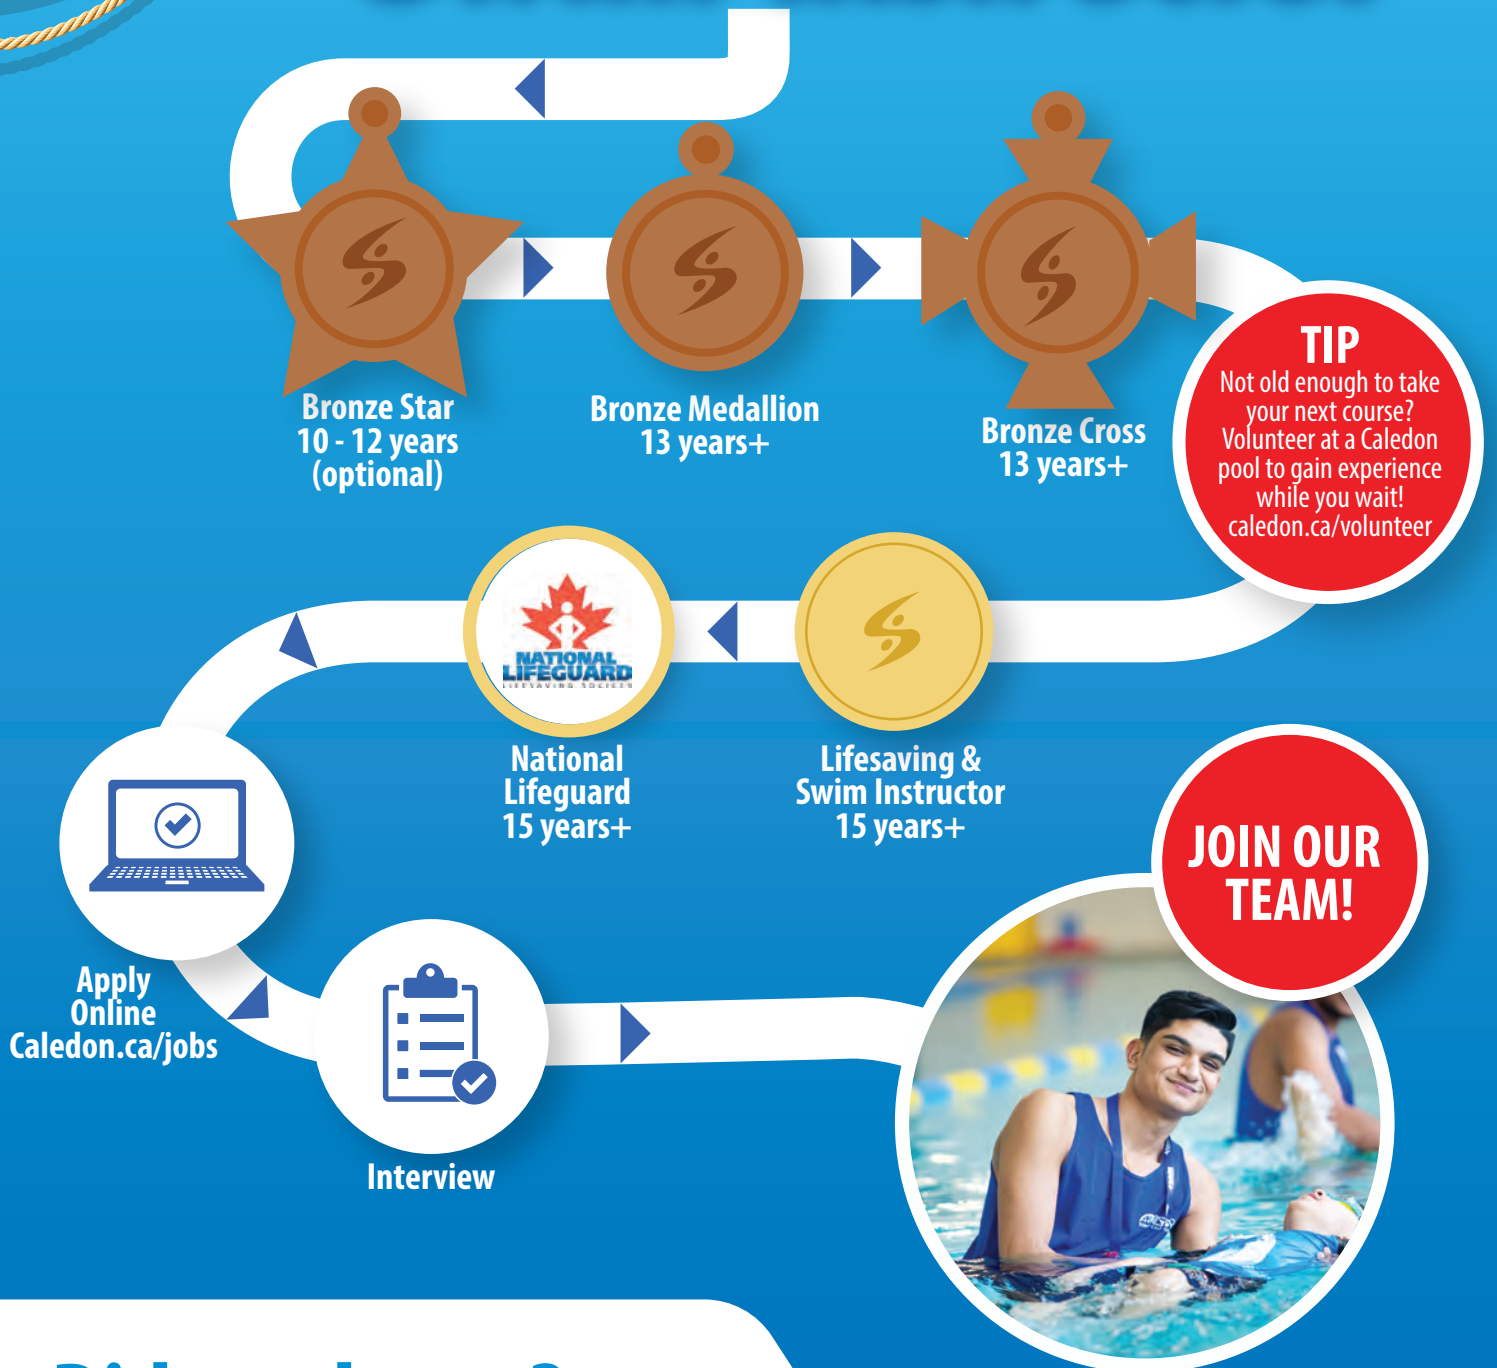 Bronze Star
10 - 12 years
(optional)
Bronze Medallion
13 years+
Bronze Cross
13 years+
TIP
Not old enough to take
your next course?
Volunteer at a Caledon
pool to gain experience
while you wait!
caledon.ca/volunteer
NATIONAL
LIFEGUARD
LIFESAVING SOCIETY
National
Lifeguard
15 years+
Lifesaving &
Swim Instructor
15 years+
Apply
Online
Caledon.ca/jobs
Interview
JOIN OUR
TEAM!